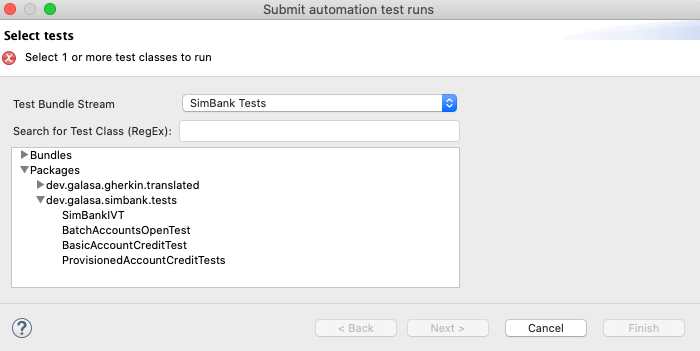 Submit automation test runs
Select tests
Select 1 or more test classes to run
Test Bundle Stream
SimBank Tests
Search for Test Class (RegEx):
Bundles
Packages
dev.galasa.gherkin.translated
dev.galasa.simbank.tests
SimBankIVT
BatchAccountsOpenTest
BasicAccountCreditTest
ProvisionedAccountCreditTests
?
< Back
Next >
Cancel
Finish